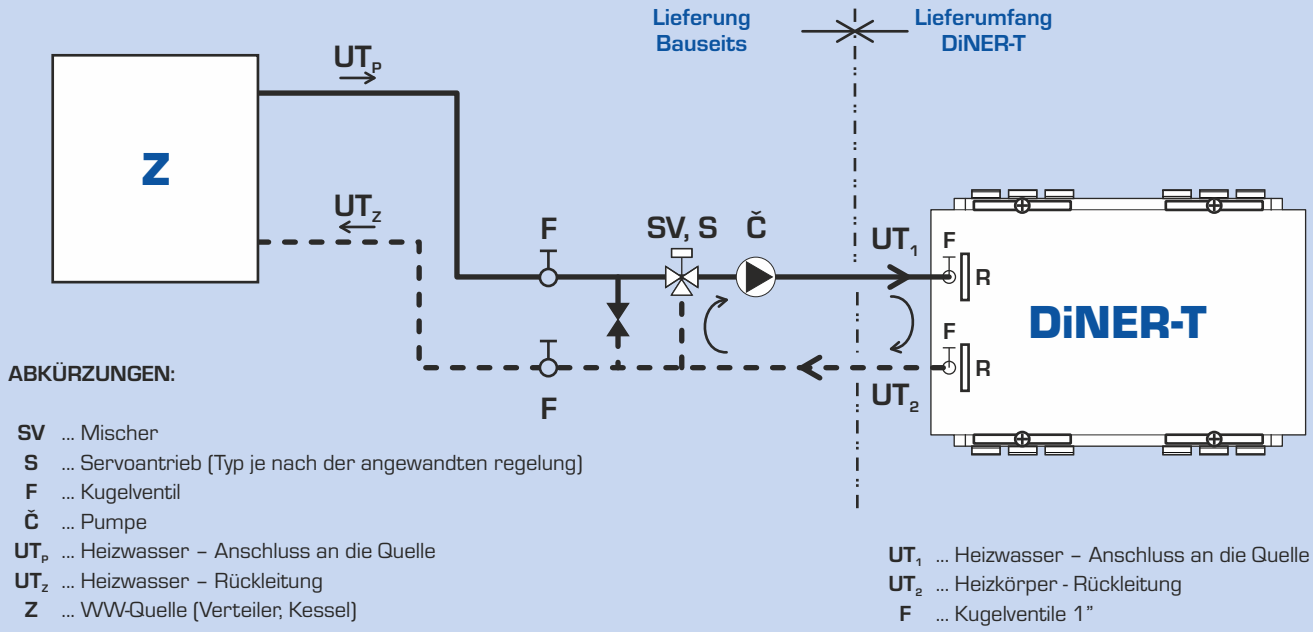 Lieferung
Bauseits
Lieferumfang
DiNER-T
UTP
Z
UTZ
F
SV, S
Č
UT1
F
R
DiNER-T
F
R
F
UT2
ABKÜRZUNGEN:
SV ... Mischer
S ... Servoantrieb (Typ je nach der angewandten regelung)
F ... Kugelventil
Č ... Pumpe
UTP ... Heizwasser – Anschluss an die Quelle
UTZ ... Heizwasser – Rückleitung
Z ... WW-Quelle (Verteiler, Kessel)
UT1 ... Heizwasser – Anschluss an die Quelle
UT2 ... Heizkörper - Rückleitung
F ... Kugelventile 1”